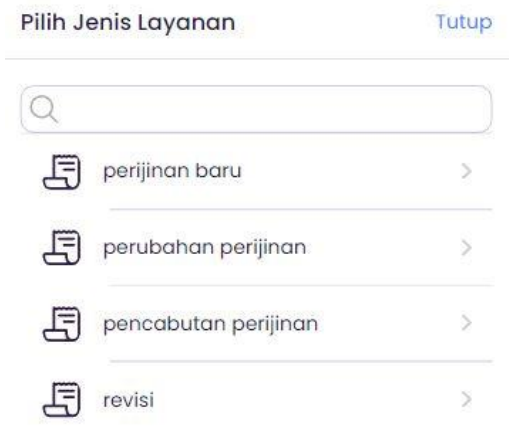 Pilih Jenis Layanan Tutup
perijinan baru
perubahan perijinan
pencabutan perijinan
revisi